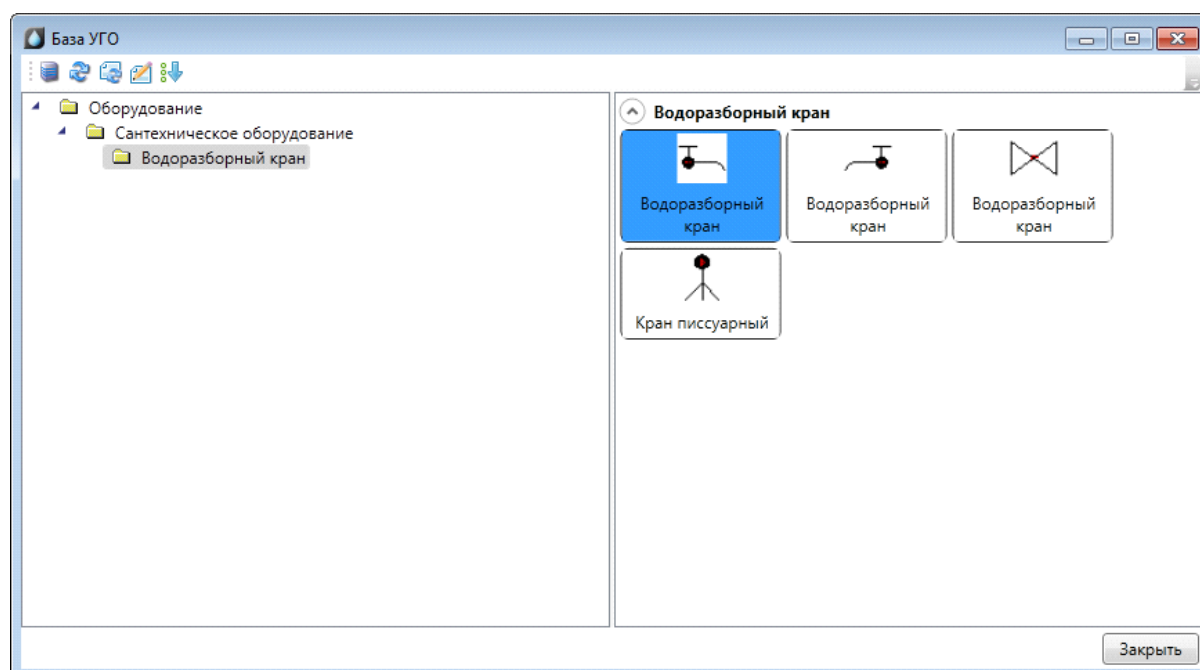 База УГО
Оборудование
Сантехническое оборудование
Водоразборный кран
Водоразборный кран
Водоразборный
кран
Водоразборный
кран
Водоразборный
кран
Кран писсуарный
Закрыть